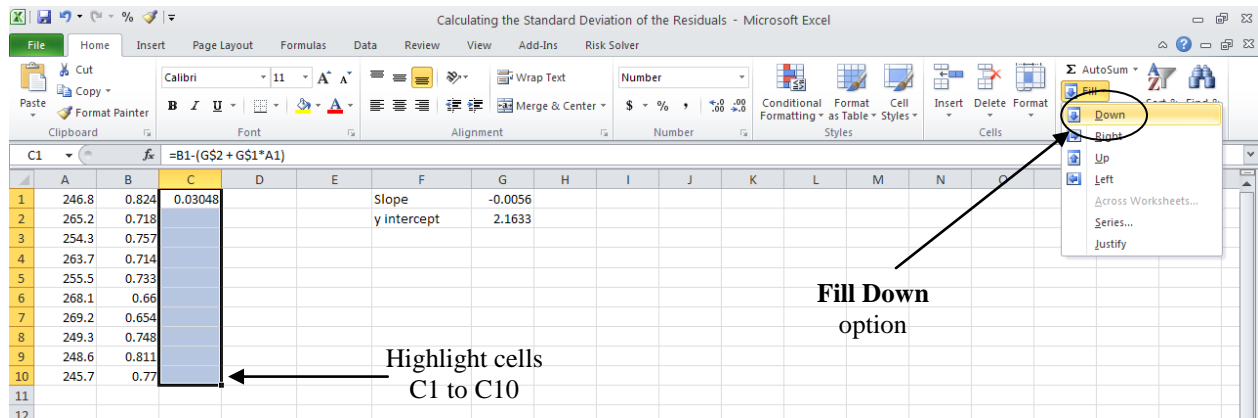 Calculating the Standard Deviation of the Residuals - Microsoft Excel
File Home Insert Page Layout Formulas Data Review View Add-Ins Risk Solver
Paste
Cut
Copy
Format Painter
Clipboard
Calibri 11
B I U
Font
Wrap Text
Merge & Center
Alignment
Number
$ % ,
Number
Conditional Formatting
Format as Table
Cell Styles
Styles
Insert Delete Format
Cells
Σ AutoSum
Fill
Down
Right
Up
Left
Across Worksheets...
Series...
Justify
C1 fx =B1-(G$2 + G$1*A1)
A B C D E F G H I J K L M N O
1 246.8 0.824 0.03048 Slope -0.0056
2 265.2 0.718 y intercept 2.1633
3 254.3 0.757
4 263.7 0.714
5 255.5 0.733
6 268.1 0.66
7 269.2 0.654
8 249.3 0.748
9 248.6 0.811
10 245.7 0.77
11
12
Fill Down
option
Highlight cells
C1 to C10